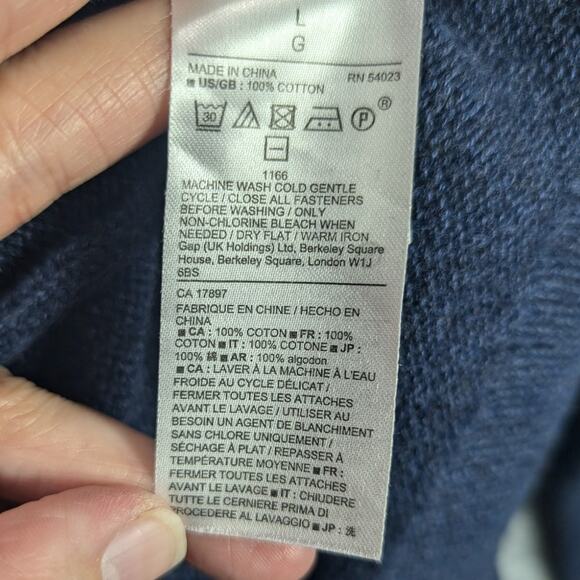 L
G
MADE IN CHINA RN 54023
■ US/GB : 100% COTTON
30 P ®
1166
MACHINE WASH COLD GENTLE
CYCLE / CLOSE ALL FASTENERS
BEFORE WASHING / ONLY
NON-CHLORINE BLEACH WHEN
NEEDED / DRY FLAT / WARM IRON
Gap (UK Holdings) Ltd, Berkeley Square
House, Berkeley Square, London W1J
6BS
CA 17897
FABRIQUE EN CHINE / HECHO EN
CHINA
■ CA : 100% COTON ■ FR : 100%
COTON ■ IT : 100% COTONE ■ JP :
100% 綿 ■ AR : 100% algodon
■ CA : LAVER À LA MACHINE À L'EAU
FROIDE AU CYCLE DÉLICAT /
FERMER TOUTES LES ATTACHES
AVANT LE LAVAGE / UTILISER AU
BESOIN UN AGENT DE BLANCHIMENT
SANS CHLORE UNIQUEMENT /
SÉCHAGE À PLAT / REPASSER À
TEMPÉRATURE MOYENNE ■ FR :
FERMER TOUTES LES ATTACHES
AVANT LE LAVAGE ■ IT : CHIUDERE
TUTTE LE CERNIERE PRIMA DI
PROCEDERE AL LAVAGGIO ■ JP : 洗